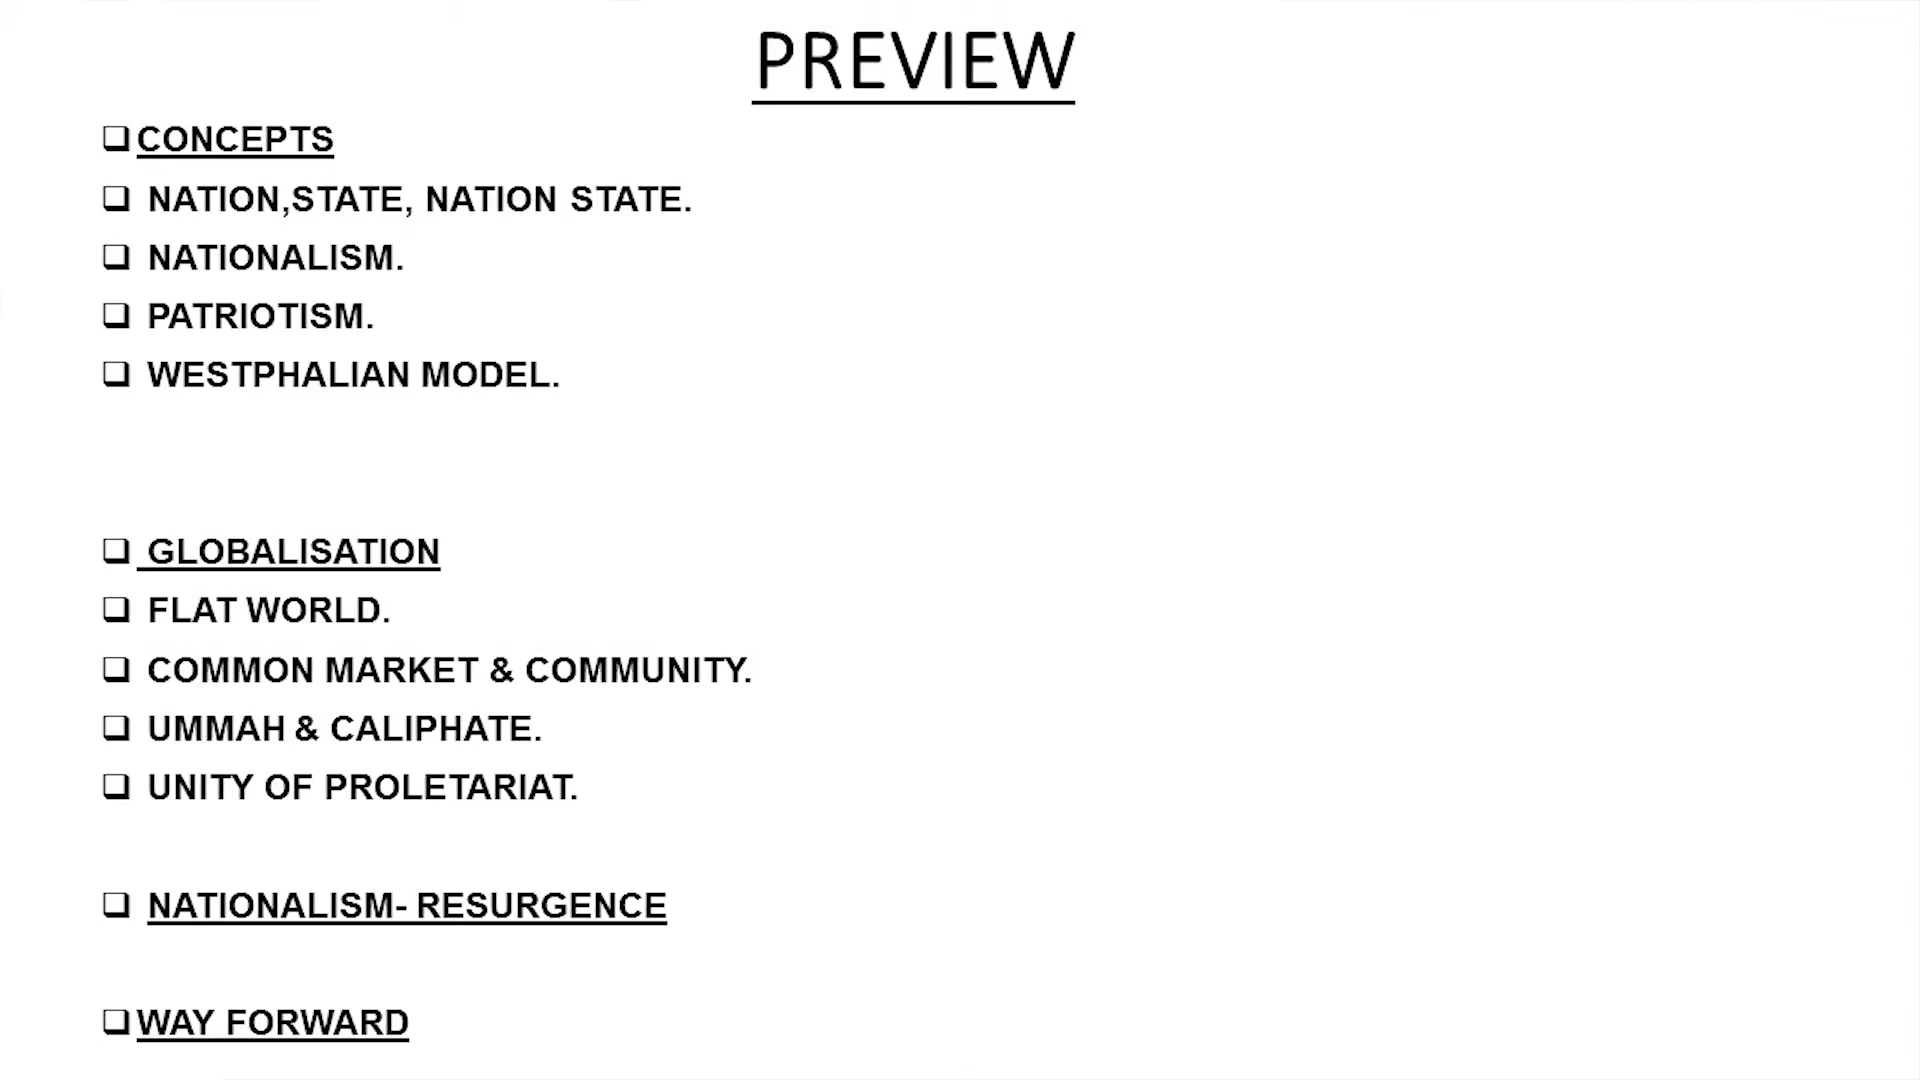 PREVIEW
CONCEPTS
NATION,STATE, NATION STATE.
NATIONALISM.
PATRIOTISM.
WESTPHALIAN MODEL.
GLOBALISATION
FLAT WORLD.
COMMON MARKET & COMMUNITY.
UMMAH & CALIPHATE.
UNITY OF PROLETARIAT.
NATIONALISM- RESURGENCE
WAY FORWARD